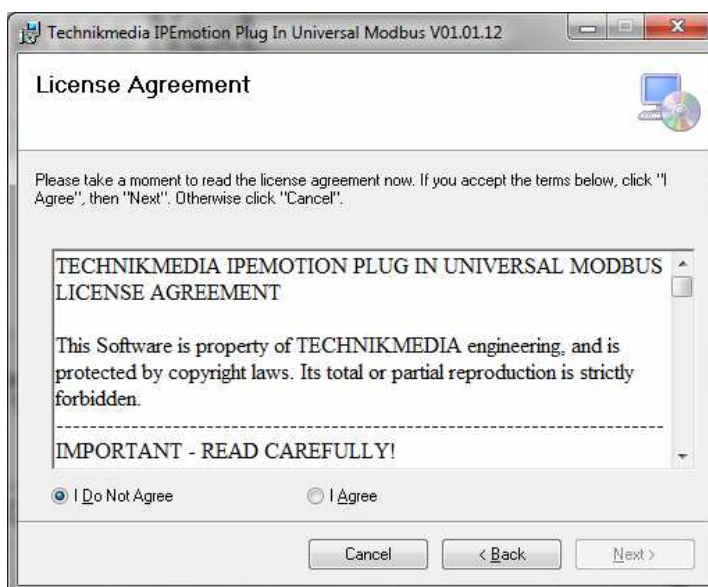 Technikmedia IPEmotion Plug In Universal Modbus V01.01.12
License Agreement
Please take a moment to read the license agreement now. If you accept the terms below, click "I
Agree", then "Next". Otherwise click "Cancel".
TECHNIKMEDIA IPEMOTION PLUG IN UNIVERSAL MODBUS
LICENSE AGREEMENT
This Software is property of TECHNIKMEDIA engineering, and is
protected by copyright laws. Its total or partial reproduction is strictly
forbidden.
--------------------------------------------------------------------------------
IMPORTANT - READ CAREFULLY!
I Do Not Agree
I Agree
Cancel
< Back
Next >